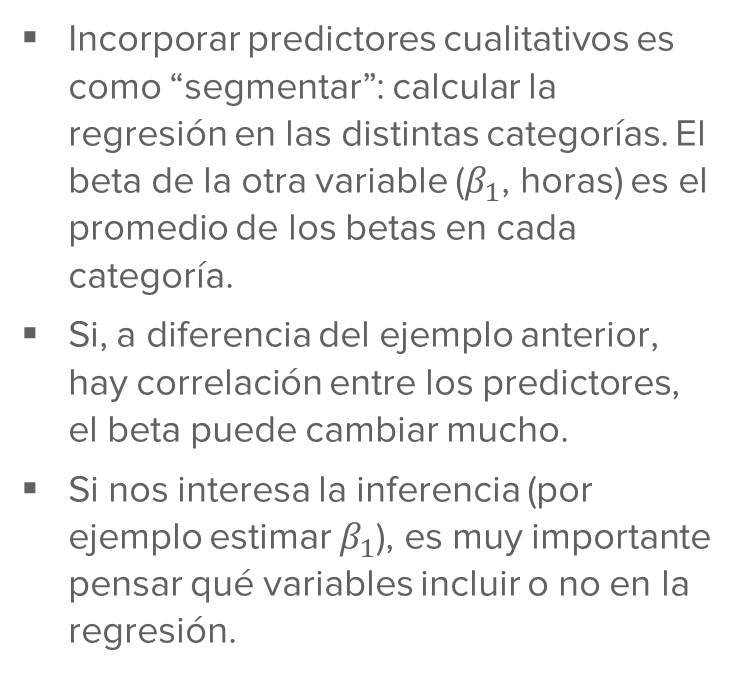 ▪ Incorporar predictores cualitativos es
como “segmentar”: calcular la
regresión en las distintas categorías. El
beta de la otra variable (β₁, horas) es el
promedio de los betas en cada
categoría.
▪ Si, a diferencia del ejemplo anterior,
hay correlación entre los predictores,
el beta puede cambiar mucho.
▪ Si nos interesa la inferencia (por
ejemplo estimar β₁), es muy importante
pensar qué variables incluir o no en la
regresión.